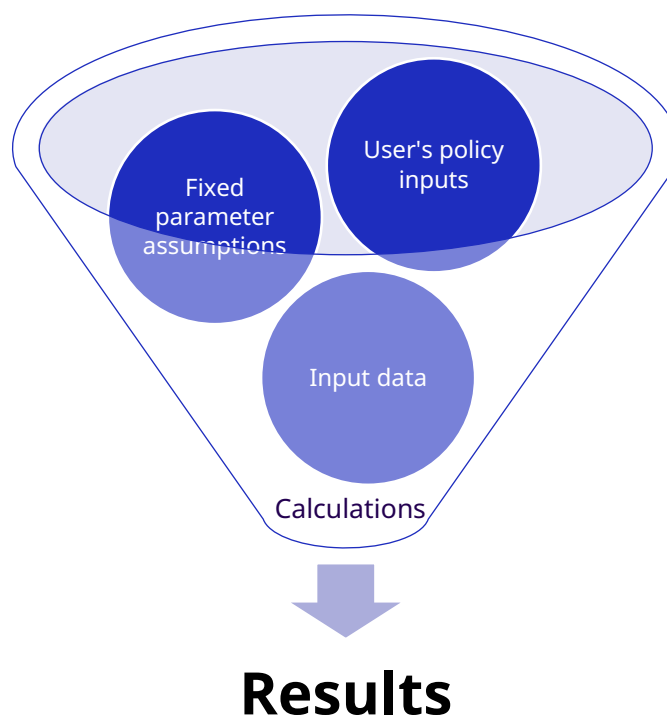 User's policy
inputs
Fixed
parameter
assumptions
Input data
Calculations
Results